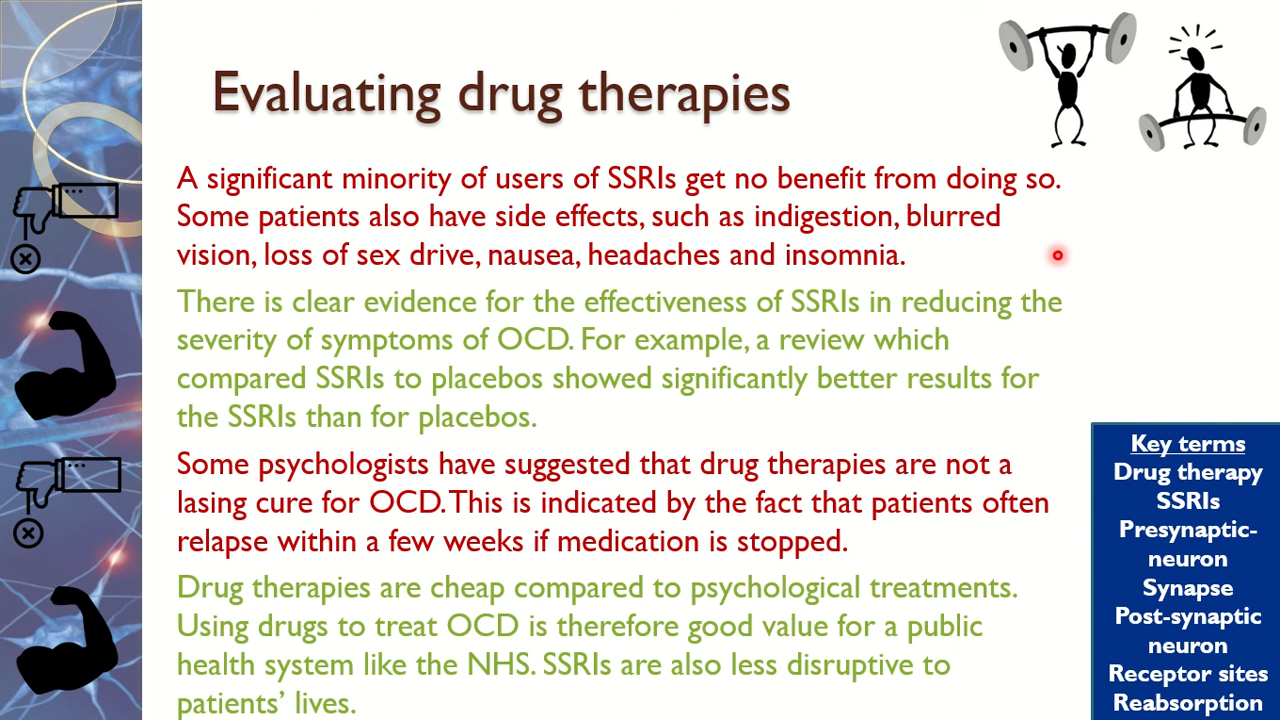 Evaluating drug therapies
A significant minority of users of SSRIs get no benefit from doing so.
Some patients also have side effects, such as indigestion, blurred
vision, loss of sex drive, nausea, headaches and insomnia.
There is clear evidence for the effectiveness of SSRIs in reducing the
severity of symptoms of OCD. For example, a review which
compared SSRIs to placebos showed significantly better results for
the SSRIs than for placebos.
Some psychologists have suggested that drug therapies are not a
lasing cure for OCD. This is indicated by the fact that patients often
relapse within a few weeks if medication is stopped.
Drug therapies are cheap compared to psychological treatments.
Using drugs to treat OCD is therefore good value for a public
health system like the NHS. SSRIs are also less disruptive to
patients’ lives.
Key terms
Drug therapy
SSRIs
Presynaptic-
neuron
Synapse
Post-synaptic
neuron
Receptor sites
Reabsorption